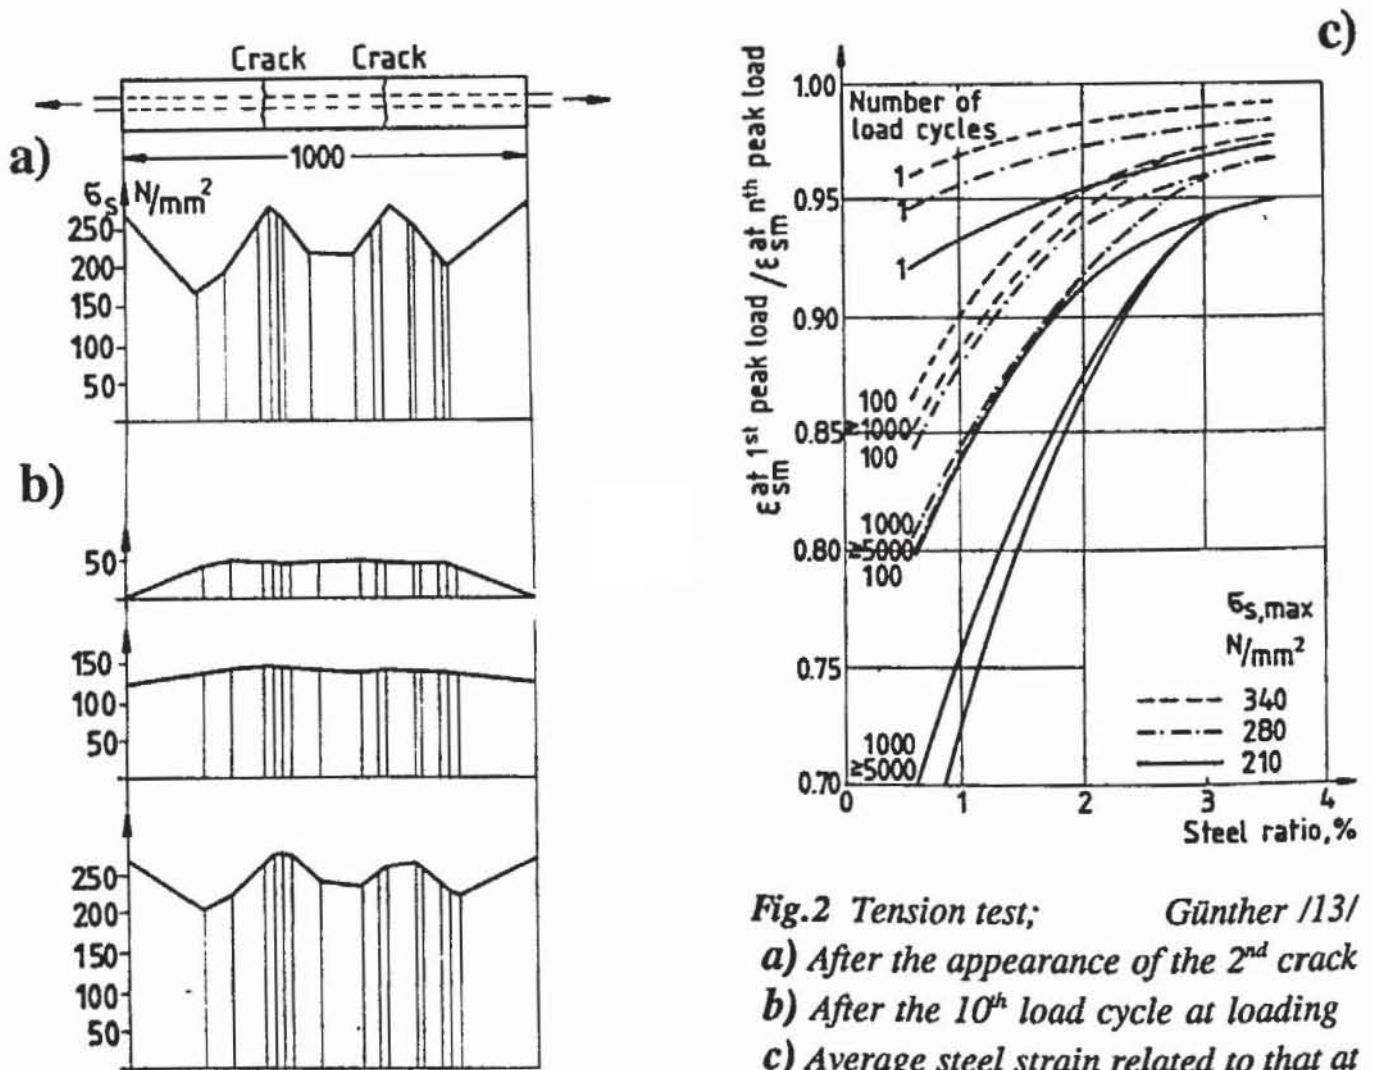 Crack Crack
1000
a)
σs N/mm²
250
200
150
100
50
b)
50
150
100
50
250
200
150
100
50
c)
εsm at 1st peak load / εsm at nth peak load
1.00
0.95
0.90
0.85
0.80
0.75
0.70
Number of
load cycles
1
1
1
100
≥1000
100
1000
≥5000
100
1000
≥5000
σs,max
N/mm²
340
280
210
0 1 2 3 4
Steel ratio,%
Fig.2 Tension test; Günther /13/
a) After the appearance of the 2nd crack
b) After the 10th load cycle at loading
c) Average steel strain related to that at